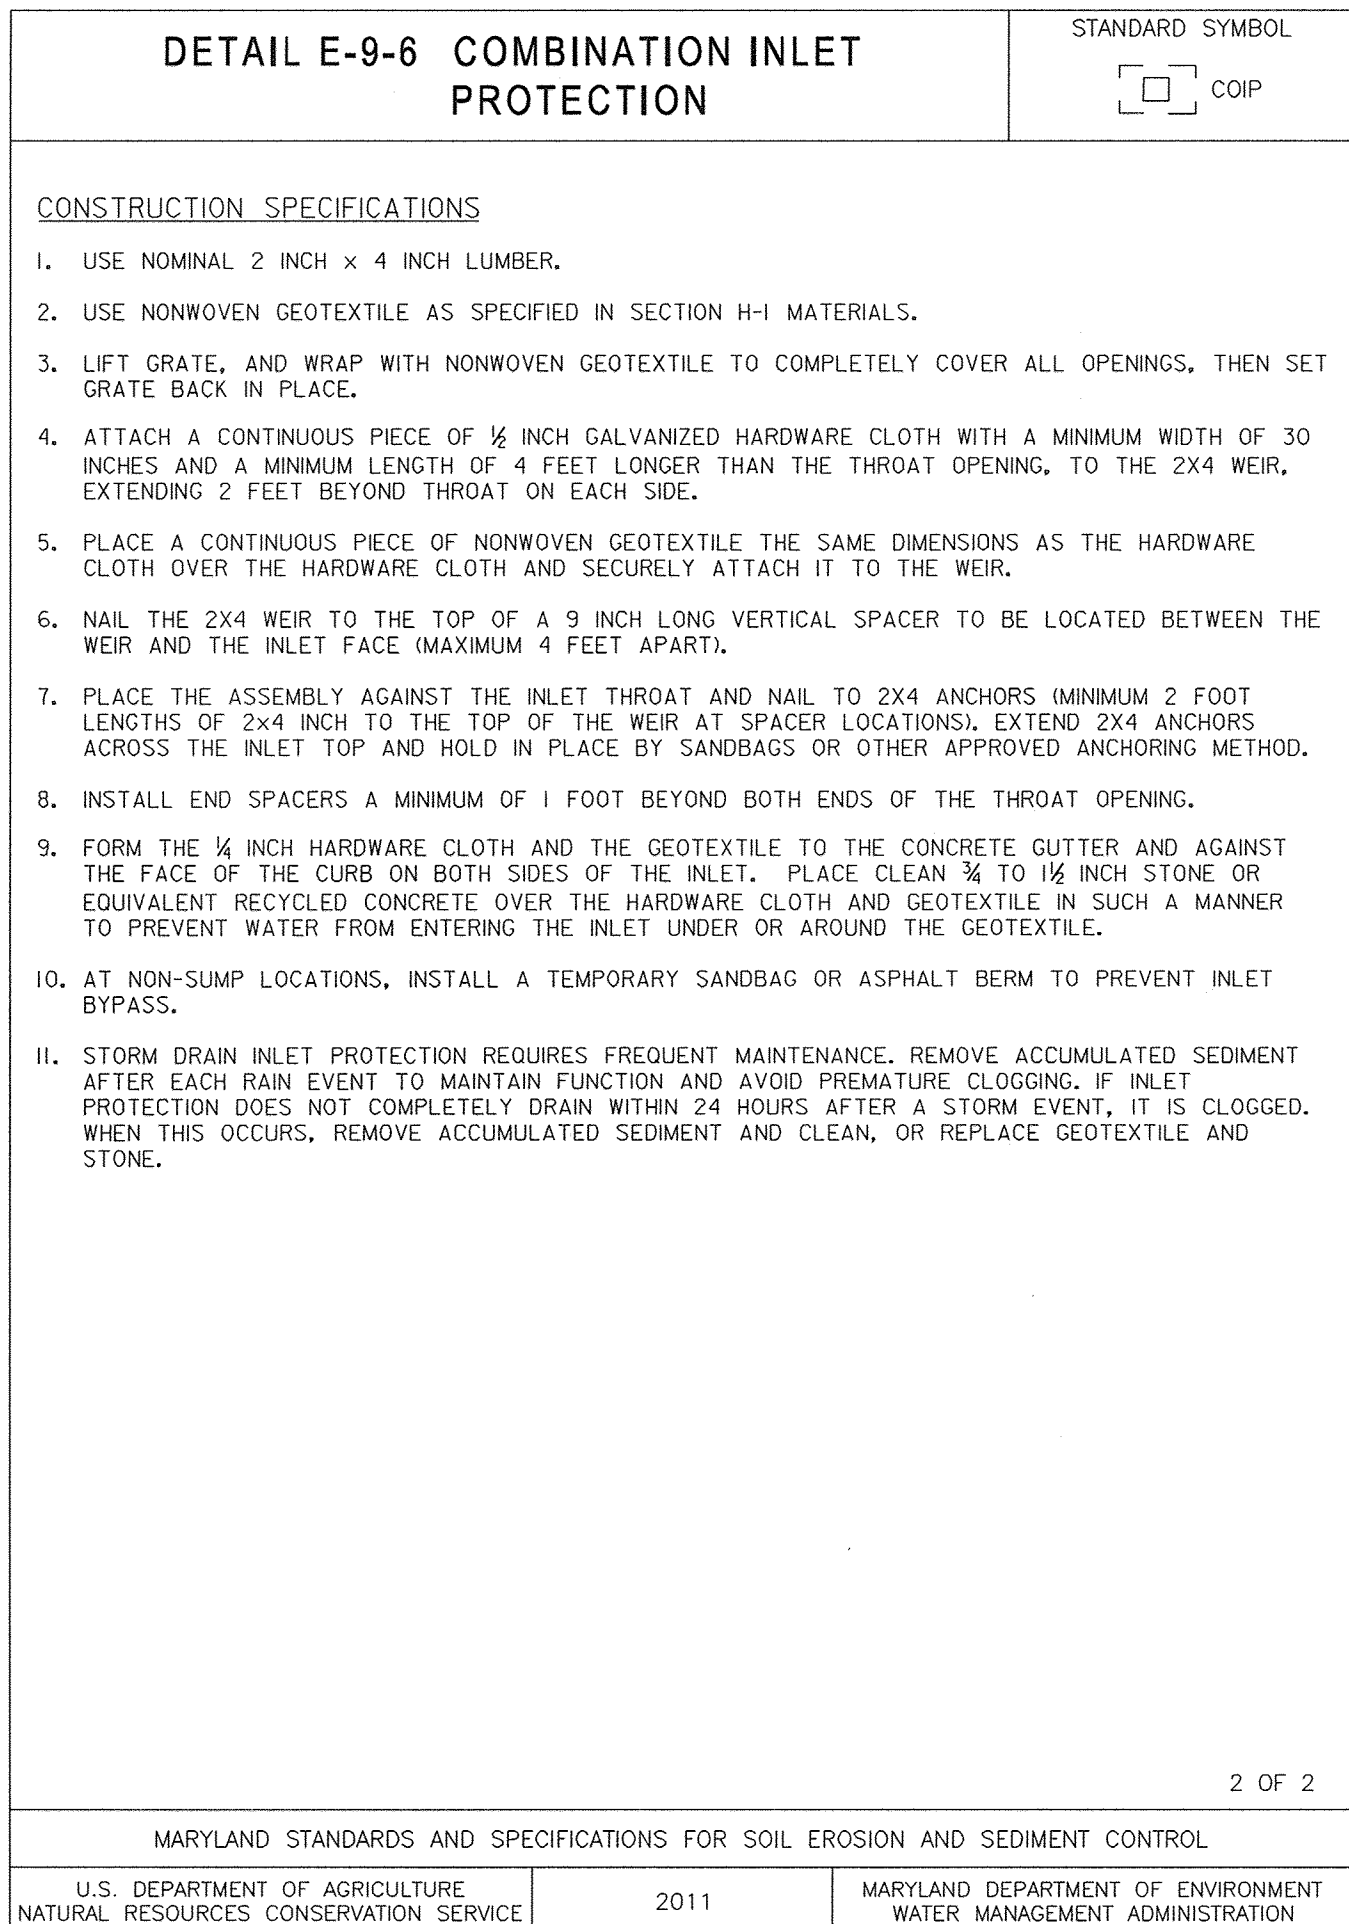 DETAIL E-9-6 COMBINATION INLET
PROTECTION
STANDARD SYMBOL
COIP
CONSTRUCTION SPECIFICATIONS
1. USE NOMINAL 2 INCH x 4 INCH LUMBER.
2. USE NONWOVEN GEOTEXTILE AS SPECIFIED IN SECTION H-1 MATERIALS.
3. LIFT GRATE, AND WRAP WITH NONWOVEN GEOTEXTILE TO COMPLETELY COVER ALL OPENINGS, THEN SET
GRATE BACK IN PLACE.
4. ATTACH A CONTINUOUS PIECE OF ½ INCH GALVANIZED HARDWARE CLOTH WITH A MINIMUM WIDTH OF 30
INCHES AND A MINIMUM LENGTH OF 4 FEET LONGER THAN THE THROAT OPENING, TO THE 2X4 WEIR,
EXTENDING 2 FEET BEYOND THROAT ON EACH SIDE.
5. PLACE A CONTINUOUS PIECE OF NONWOVEN GEOTEXTILE THE SAME DIMENSIONS AS THE HARDWARE
CLOTH OVER THE HARDWARE CLOTH AND SECURELY ATTACH IT TO THE WEIR.
6. NAIL THE 2X4 WEIR TO THE TOP OF A 9 INCH LONG VERTICAL SPACER TO BE LOCATED BETWEEN THE
WEIR AND THE INLET FACE (MAXIMUM 4 FEET APART).
7. PLACE THE ASSEMBLY AGAINST THE INLET THROAT AND NAIL TO 2X4 ANCHORS (MINIMUM 2 FOOT
LENGTHS OF 2x4 INCH TO THE TOP OF THE WEIR AT SPACER LOCATIONS). EXTEND 2X4 ANCHORS
ACROSS THE INLET TOP AND HOLD IN PLACE BY SANDBAGS OR OTHER APPROVED ANCHORING METHOD.
8. INSTALL END SPACERS A MINIMUM OF 1 FOOT BEYOND BOTH ENDS OF THE THROAT OPENING.
9. FORM THE ¼ INCH HARDWARE CLOTH AND THE GEOTEXTILE TO THE CONCRETE GUTTER AND AGAINST
THE FACE OF THE CURB ON BOTH SIDES OF THE INLET. PLACE CLEAN ¾ TO 1½ INCH STONE OR
EQUIVALENT RECYCLED CONCRETE OVER THE HARDWARE CLOTH AND GEOTEXTILE IN SUCH A MANNER
TO PREVENT WATER FROM ENTERING THE INLET UNDER OR AROUND THE GEOTEXTILE.
10. AT NON-SUMP LOCATIONS, INSTALL A TEMPORARY SANDBAG OR ASPHALT BERM TO PREVENT INLET
BYPASS.
11. STORM DRAIN INLET PROTECTION REQUIRES FREQUENT MAINTENANCE. REMOVE ACCUMULATED SEDIMENT
AFTER EACH RAIN EVENT TO MAINTAIN FUNCTION AND AVOID PREMATURE CLOGGING. IF INLET
PROTECTION DOES NOT COMPLETELY DRAIN WITHIN 24 HOURS AFTER A STORM EVENT, IT IS CLOGGED.
WHEN THIS OCCURS, REMOVE ACCUMULATED SEDIMENT AND CLEAN, OR REPLACE GEOTEXTILE AND
STONE.
2 OF 2
MARYLAND STANDARDS AND SPECIFICATIONS FOR SOIL EROSION AND SEDIMENT CONTROL
U.S. DEPARTMENT OF AGRICULTURE
NATURAL RESOURCES CONSERVATION SERVICE
2011
MARYLAND DEPARTMENT OF ENVIRONMENT
WATER MANAGEMENT ADMINISTRATION